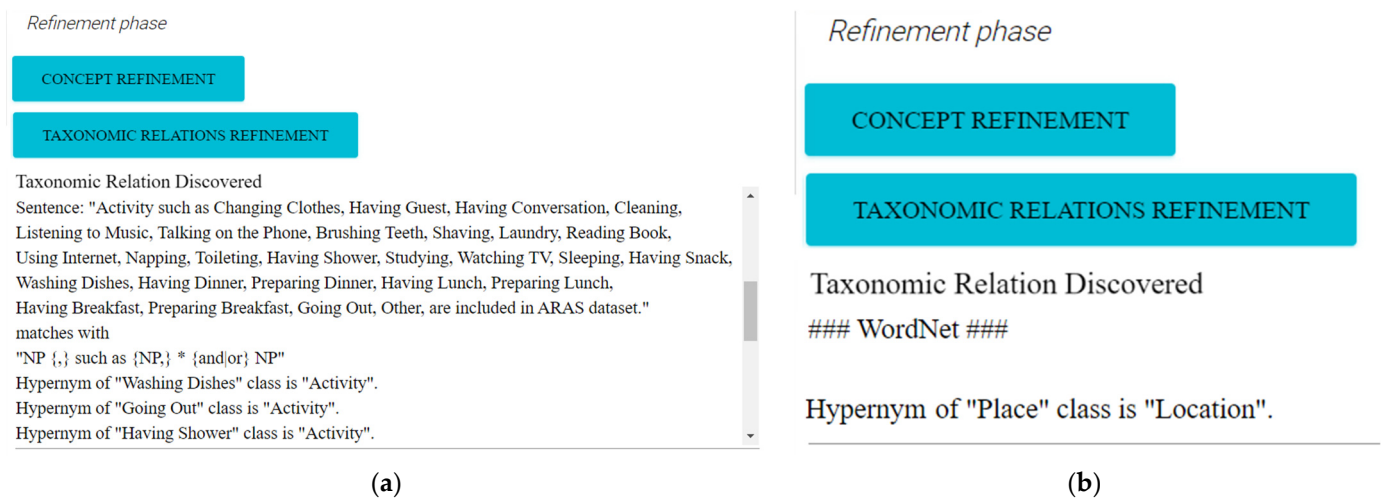 Refinement phase
CONCEPT REFINEMENT
TAXONOMIC RELATIONS REFINEMENT
Taxonomic Relation Discovered
Sentence: "Activity such as Changing Clothes, Having Guest, Having Conversation, Cleaning,
Listening to Music, Talking on the Phone, Brushing Teeth, Shaving, Laundry, Reading Book,
Using Internet, Napping, Toileting, Having Shower, Studying, Watching TV, Sleeping, Having Snack,
Washing Dishes, Having Dinner, Preparing Dinner, Having Lunch, Preparing Lunch,
Having Breakfast, Preparing Breakfast, Going Out, Other, are included in ARAS dataset."
matches with
"NP {,} such as {NP,} * {and|or} NP"
Hypernym of "Washing Dishes" class is "Activity".
Hypernym of "Going Out" class is "Activity".
Hypernym of "Having Shower" class is "Activity".
(a)
Refinement phase
CONCEPT REFINEMENT
TAXONOMIC RELATIONS REFINEMENT
Taxonomic Relation Discovered
### WordNet ###
Hypernym of "Place" class is "Location".
(b)